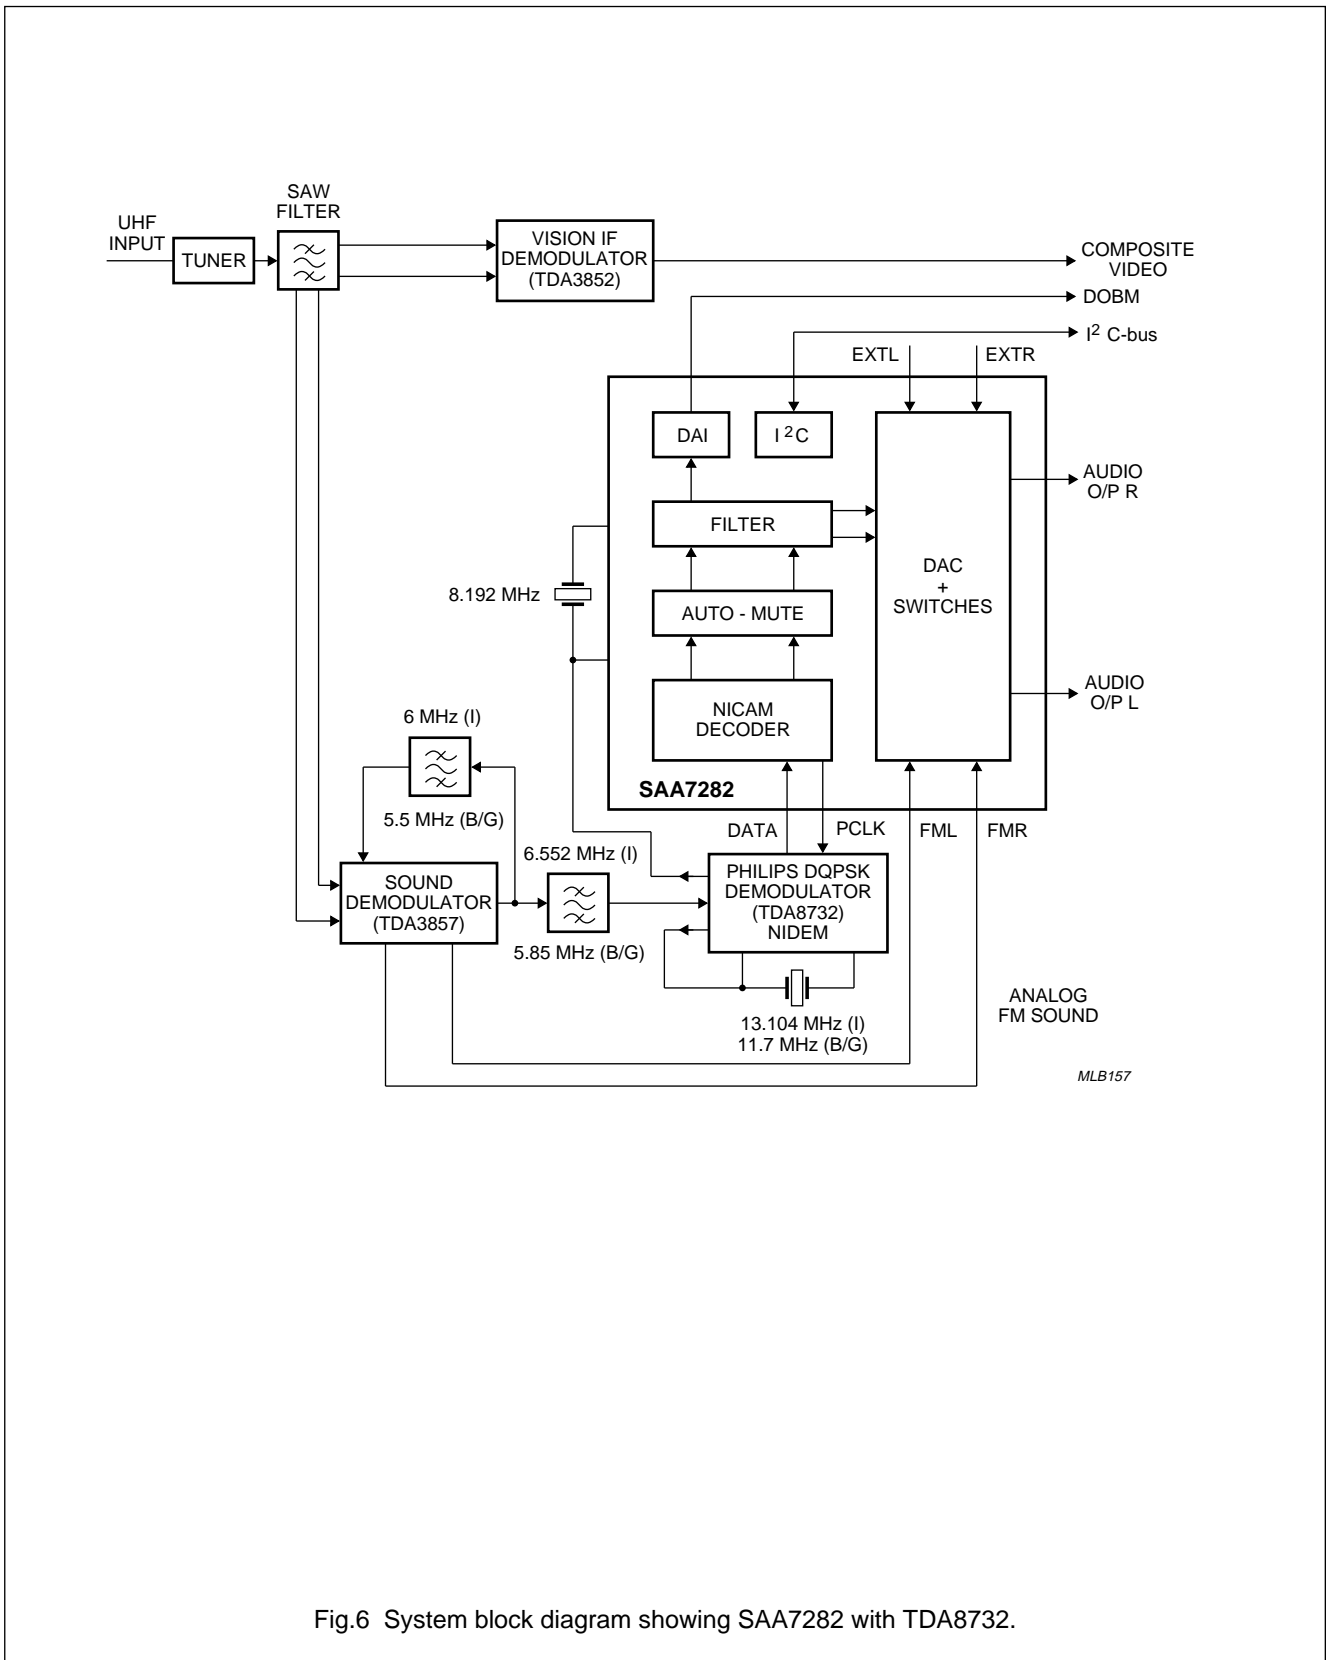 SAW
FILTER
UHF
INPUT
TUNER
VISION IF
DEMODULATOR
(TDA3852)
COMPOSITE
VIDEO
DOBM
I2 C-bus
EXTL
EXTR
DAI
I2C
AUDIO
O/P R
FILTER
DAC
+
SWITCHES
8.192 MHz
AUTO - MUTE
AUDIO
O/P L
NICAM
DECODER
6 MHz (I)
SAA7282
5.5 MHz (B/G)
DATA
PCLK
FML
FMR
6.552 MHz (I)
SOUND
DEMODULATOR
(TDA3857)
PHILIPS DQPSK
DEMODULATOR
(TDA8732)
NIDEM
5.85 MHz (B/G)
13.104 MHz (I)
11.7 MHz (B/G)
ANALOG
FM SOUND
MLB157
Fig.6 System block diagram showing SAA7282 with TDA8732.